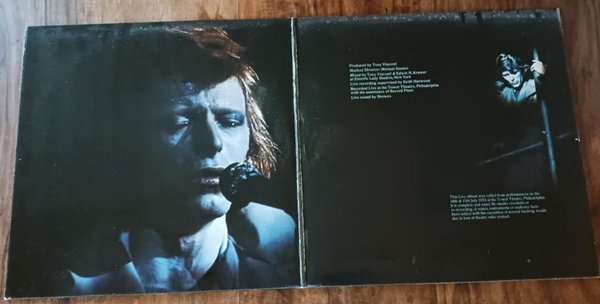 Produced by Tony Visconti
Musical Director—Michael Kamen
Mixed by Tony Visconti & Edwin H. Kramer
at Electric Lady Studios, New York
Live recording supervised by Keith Harwood
Recorded Live at the Tower Theatre, Philadelphia
with the assistance of Record Plant
Live sound by Showco
This Live album was culled from performances on the
14th & 15th July 1974 at the Tower Theatre, Philadelphia.
It is complete and exact. No studio overdubs or
re-recording of voices, instruments or audience have
been added with the exception of several backing vocals
due to loss of theatre mike contact.